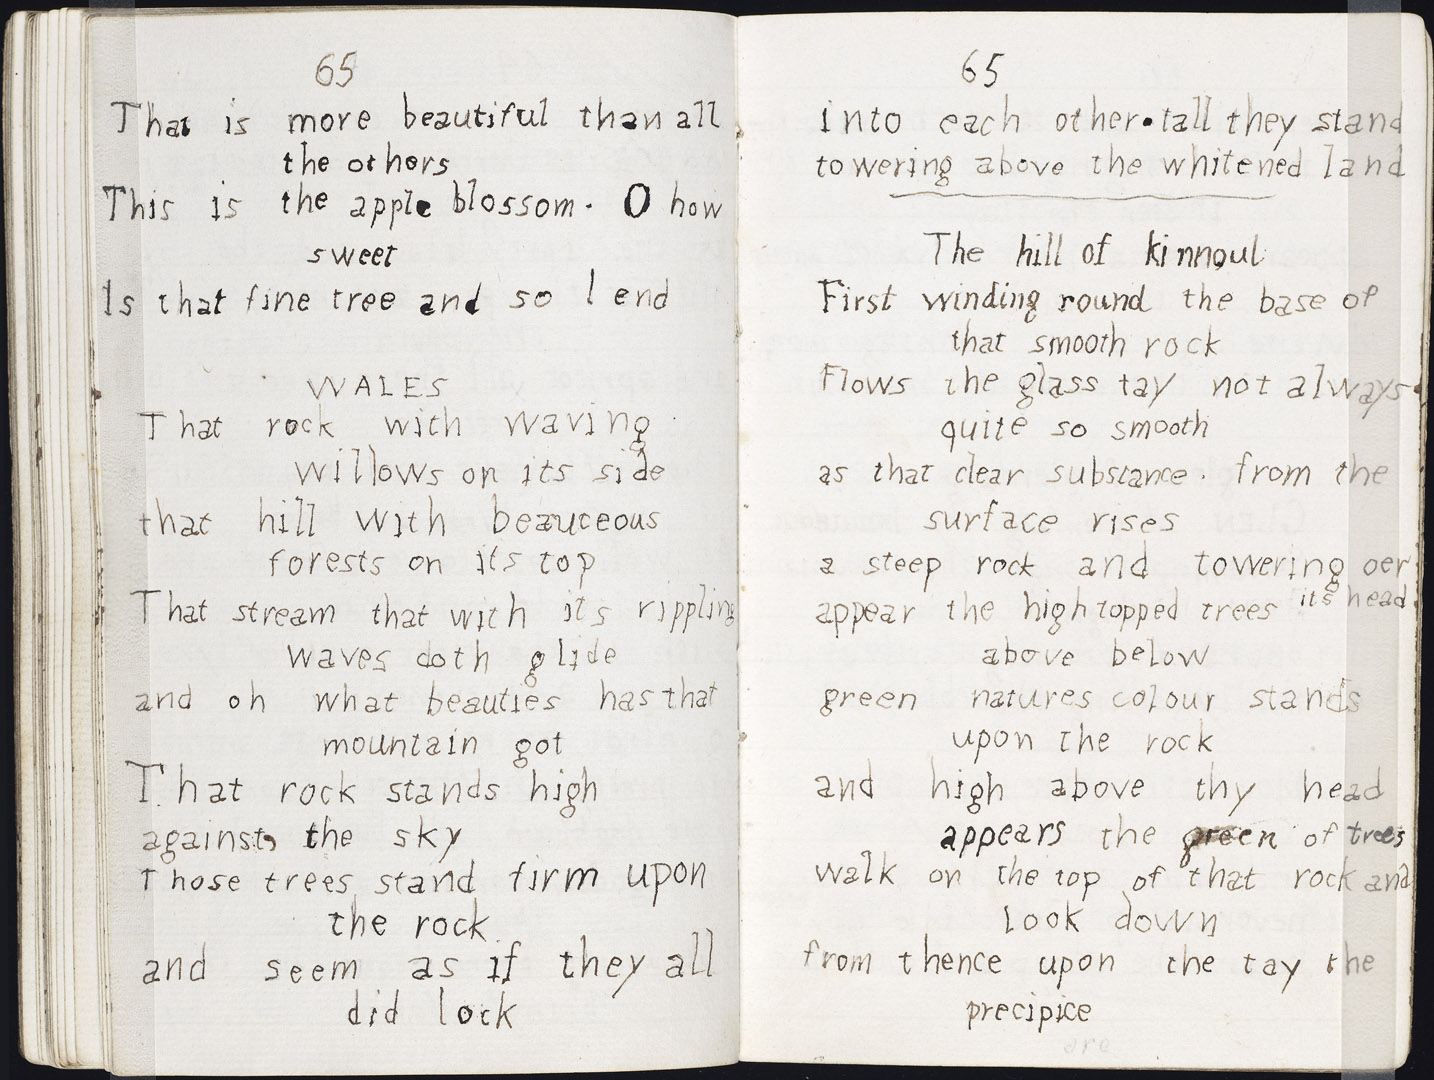 65
That is more beautiful than all
the others
This is the apple blossom. O how
sweet
Is that fine tree and so I end
WALES
That rock with waving
willows on its side
that hill with beauteous
forests on its top
That stream that with its rippling
waves doth glide
and oh what beauties has that
mountain got
That rock stands high
against, the sky
Those trees stand firm upon
the rock
and seem as if they all
did lock
65
into each other. tall they stand
towering above the whitened land
The hill of kinnoul
First winding round the base of
that smooth rock
Flows the glass tay not always
quite so smooth
as that clear substance. from the
surface rises
a steep rock and towering oer
its head
appear the high topped trees
above below
green natures colour stands
upon the rock
and high above thy head
appears the green of trees
walk on the top of that rock and
look down
from thence upon the tay the
precipice
are